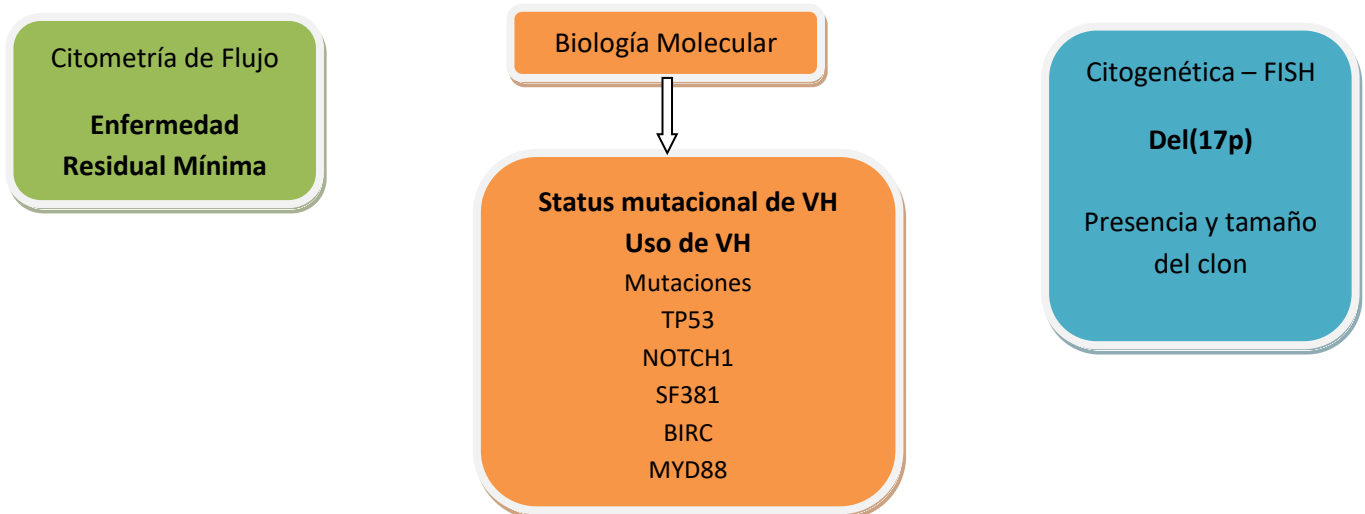 Citometría de Flujo
Enfermedad
Residual Mínima
Biología Molecular
Status mutacional de VH
Uso de VH
Mutaciones
TP53
NOTCH1
SF381
BIRC
MYD88
Citogenética – FISH
Del(17p)
Presencia y tamaño
del clon